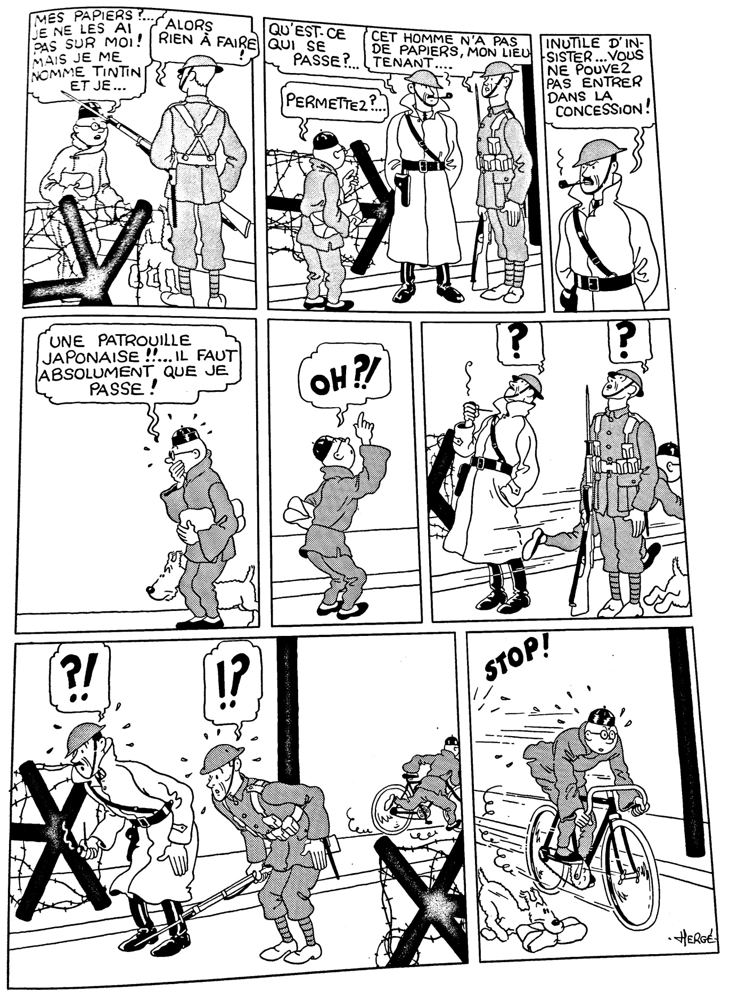 MES PAPIERS ?...
JE NE LES AI
PAS SUR MOI !
MAIS JE ME
NOMME TINTIN
ET JE...
ALORS
RIEN À FAIRE
!
QU'EST-CE
QUI SE
PASSE ?...
CET HOMME N'A PAS
DE PAPIERS, MON LIEU-
TENANT....
PERMETTEZ ?...
INUTILE D'IN-
SISTER... VOUS
NE POUVEZ
PAS ENTRER
DANS LA
CONCESSION !
UNE PATROUILLE
JAPONAISE !!... IL FAUT
ABSOLUMENT QUE JE
PASSE !
OH ?!
?
?
?!
!?
STOP !
HERGÉ